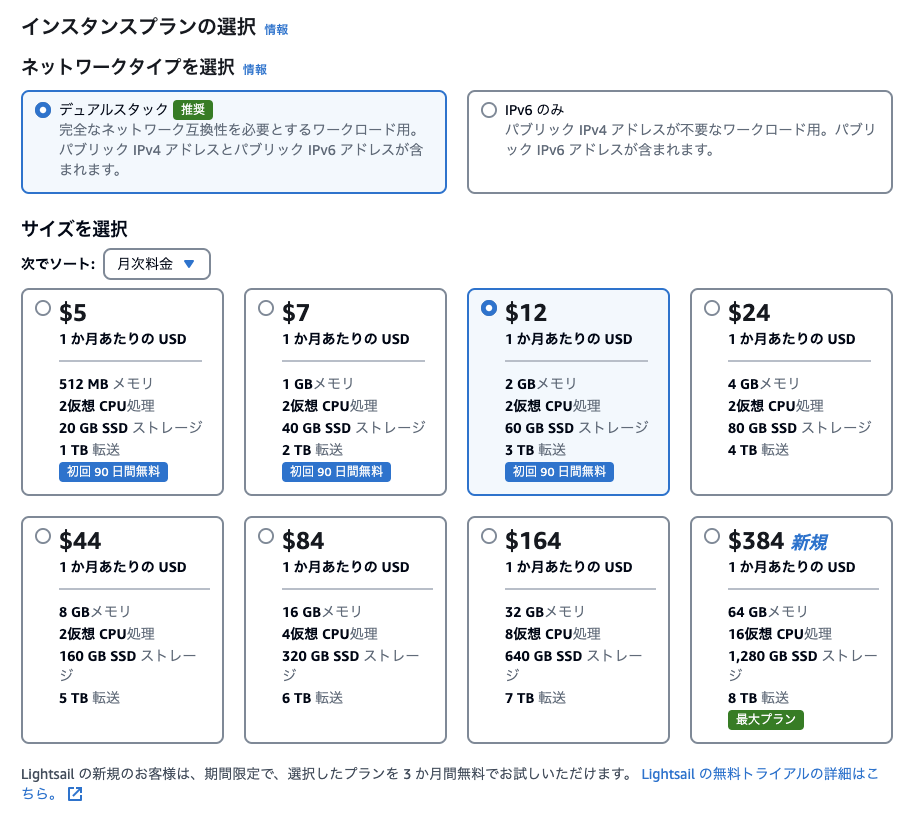 インスタンスプランの選択 情報
ネットワークタイプを選択 情報
デュアルスタック 推奨
完全なネットワーク互換性を必要とするワークロード用。
パブリック IPv4 アドレスとパブリック IPv6 アドレスが含
まれます。
IPv6 のみ
パブリック IPv4 アドレスが不要なワークロード用。パブリ
ック IPv6 アドレスが含まれます。
サイズを選択
次でソート: 月次料金
$5
1 か月あたりの USD
512 MB メモリ
2仮想 CPU処理
20 GB SSD ストレージ
1 TB 転送
初回 90 日間無料
$7
1 か月あたりの USD
1 GBメモリ
2仮想 CPU処理
40 GB SSD ストレージ
2 TB 転送
初回 90 日間無料
$12
1 か月あたりの USD
2 GBメモリ
2仮想 CPU処理
60 GB SSD ストレージ
3 TB 転送
初回 90 日間無料
$24
1 か月あたりの USD
4 GBメモリ
2仮想 CPU処理
80 GB SSD ストレージ
4 TB 転送
$44
1 か月あたりの USD
8 GBメモリ
2仮想 CPU処理
160 GB SSD ストレー
ジ
5 TB 転送
$84
1 か月あたりの USD
16 GBメモリ
4仮想 CPU処理
320 GB SSD ストレー
ジ
6 TB 転送
$164
1 か月あたりの USD
32 GBメモリ
8仮想 CPU処理
640 GB SSD ストレー
ジ
7 TB 転送
$384 新規
1 か月あたりの USD
64 GBメモリ
16仮想 CPU処理
1,280 GB SSD ストレー
ジ
8 TB 転送
最大プラン
Lightsail の新規のお客様は、期間限定で、選択したプランを 3 か月間無料でお試しいただけます。 Lightsail の無料トライアルの詳細はこ
ちら。